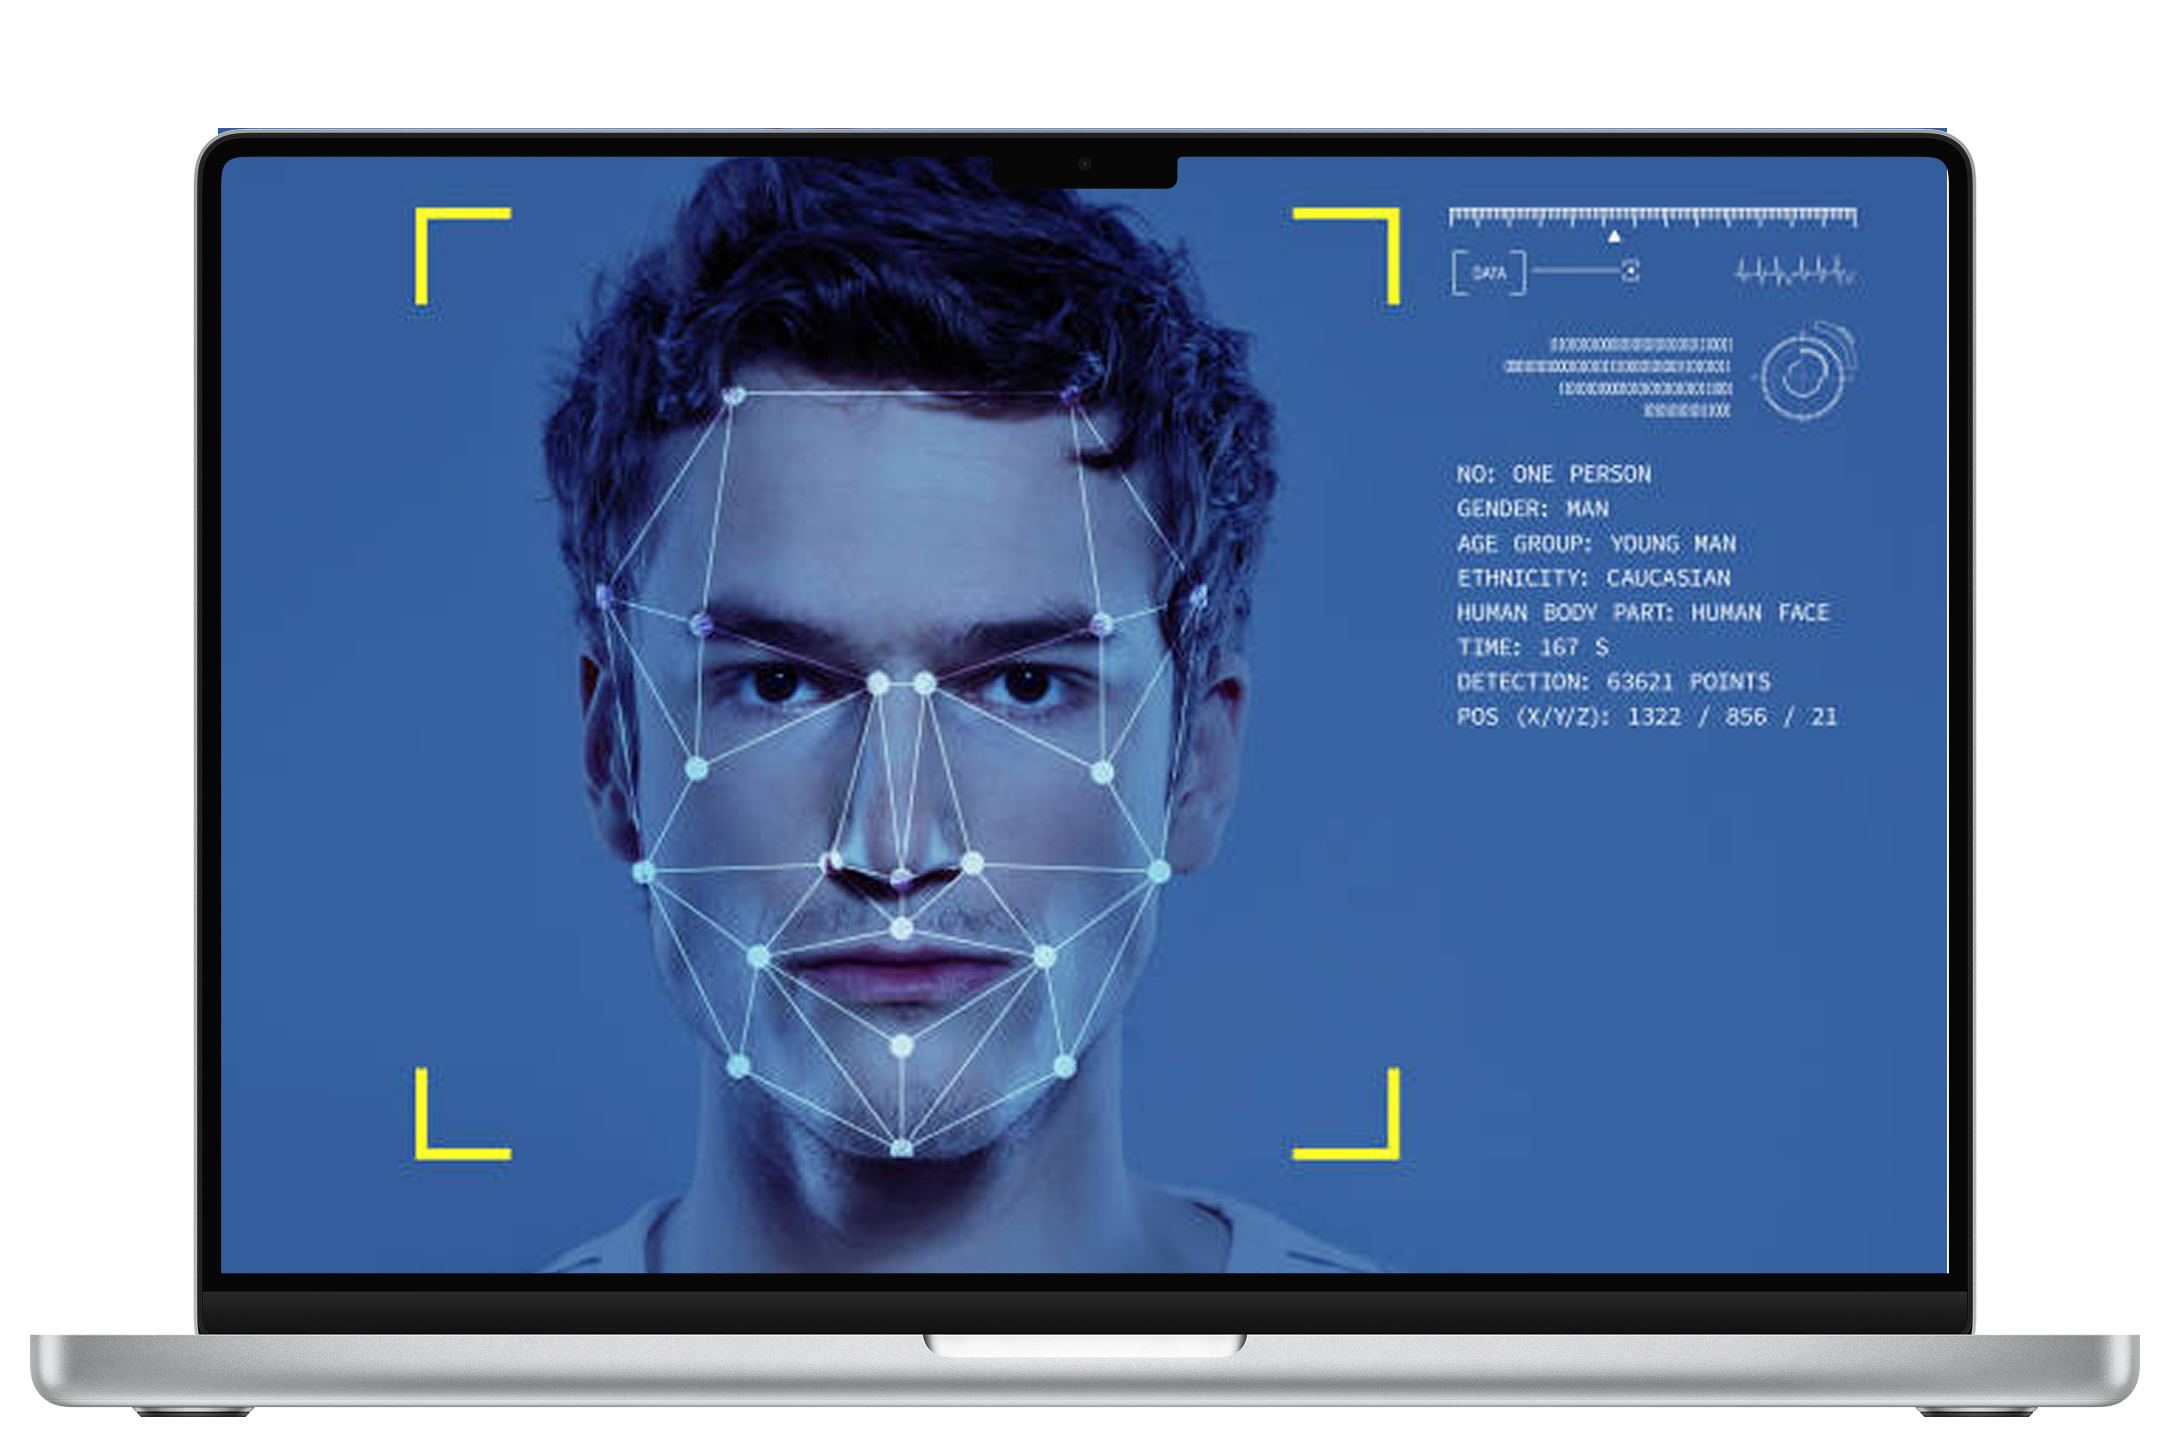 DATA
NO: ONE PERSON
GENDER: MAN
AGE GROUP: YOUNG MAN
ETHNICITY: CAUCASIAN
HUMAN BODY PART: HUMAN FACE
TIME: 167 S
DETECTION: 63621 POINTS
POS (X/Y/Z): 1322 / 856 / 21